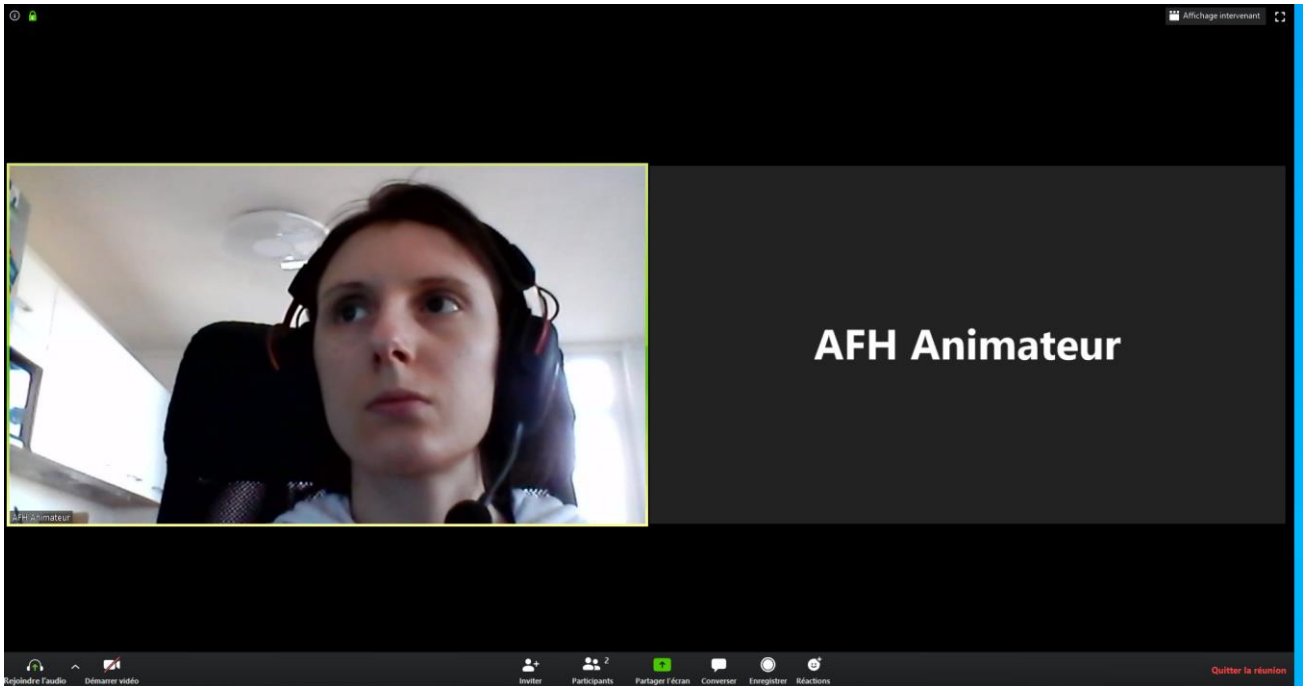 Affichage intervenant
AFH Animateur
AFH Animateur
Rejoindre l'audio
Démarrer vidéo
Inviter
Participants 2
Partager l'écran
Converser
Enregistrer
Réactions
Quitter la réunion